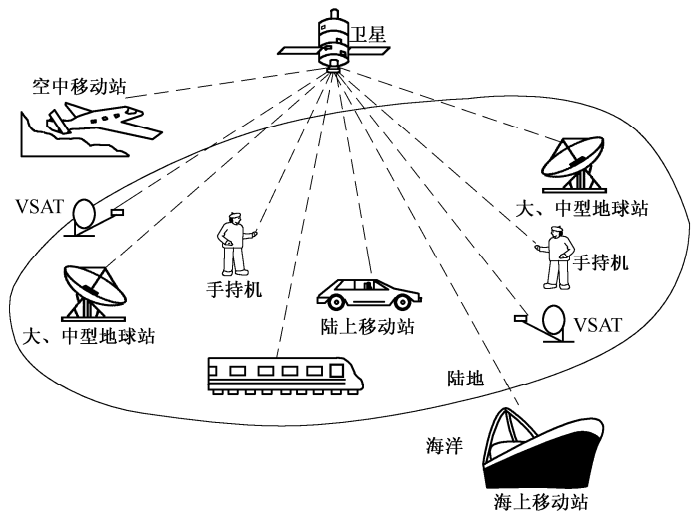 卫星
空中移动站
VSAT
大、中型地球站
手持机
手持机
大、中型地球站
陆上移动站
VSAT
陆地
海洋
海上移动站